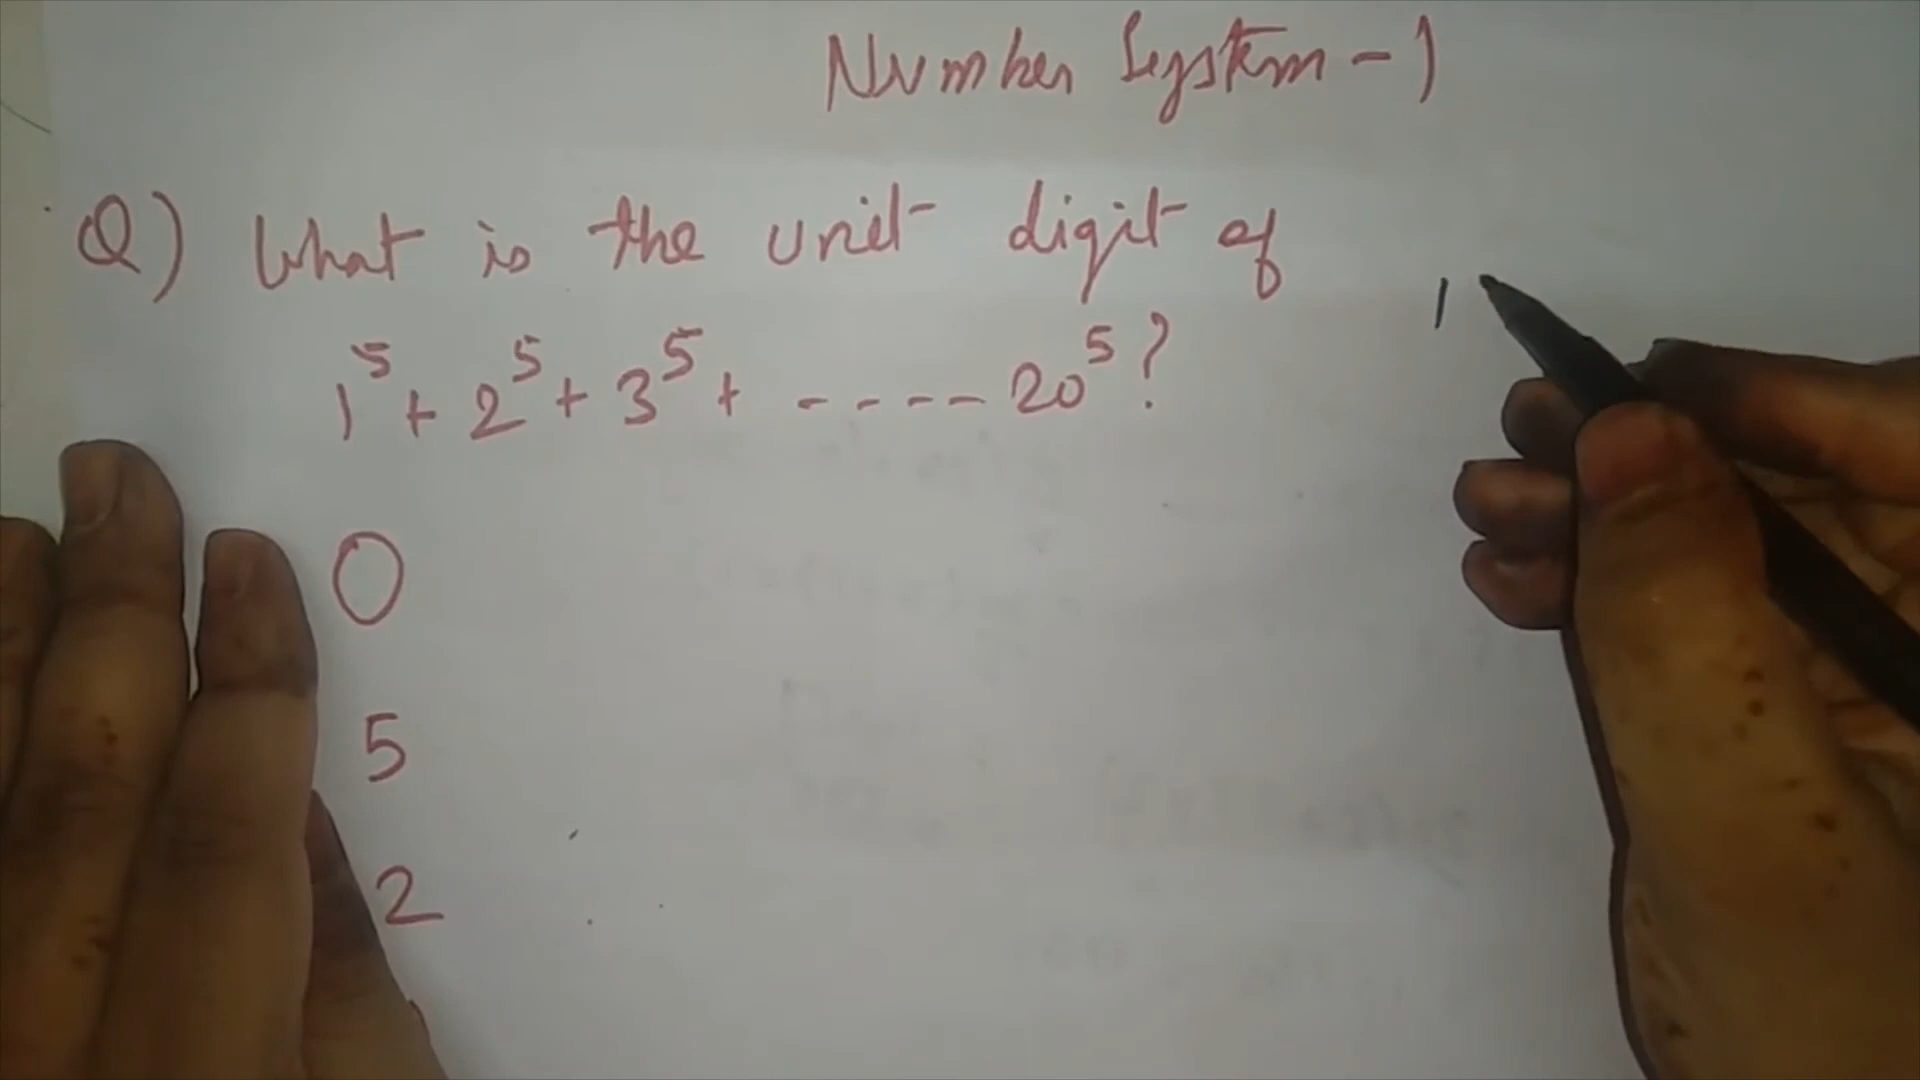 Number System - 1
Q) What is the unit digit of
1⁵ + 2⁵ + 3⁵ + ---- 20⁵ ?
1
0
5
2